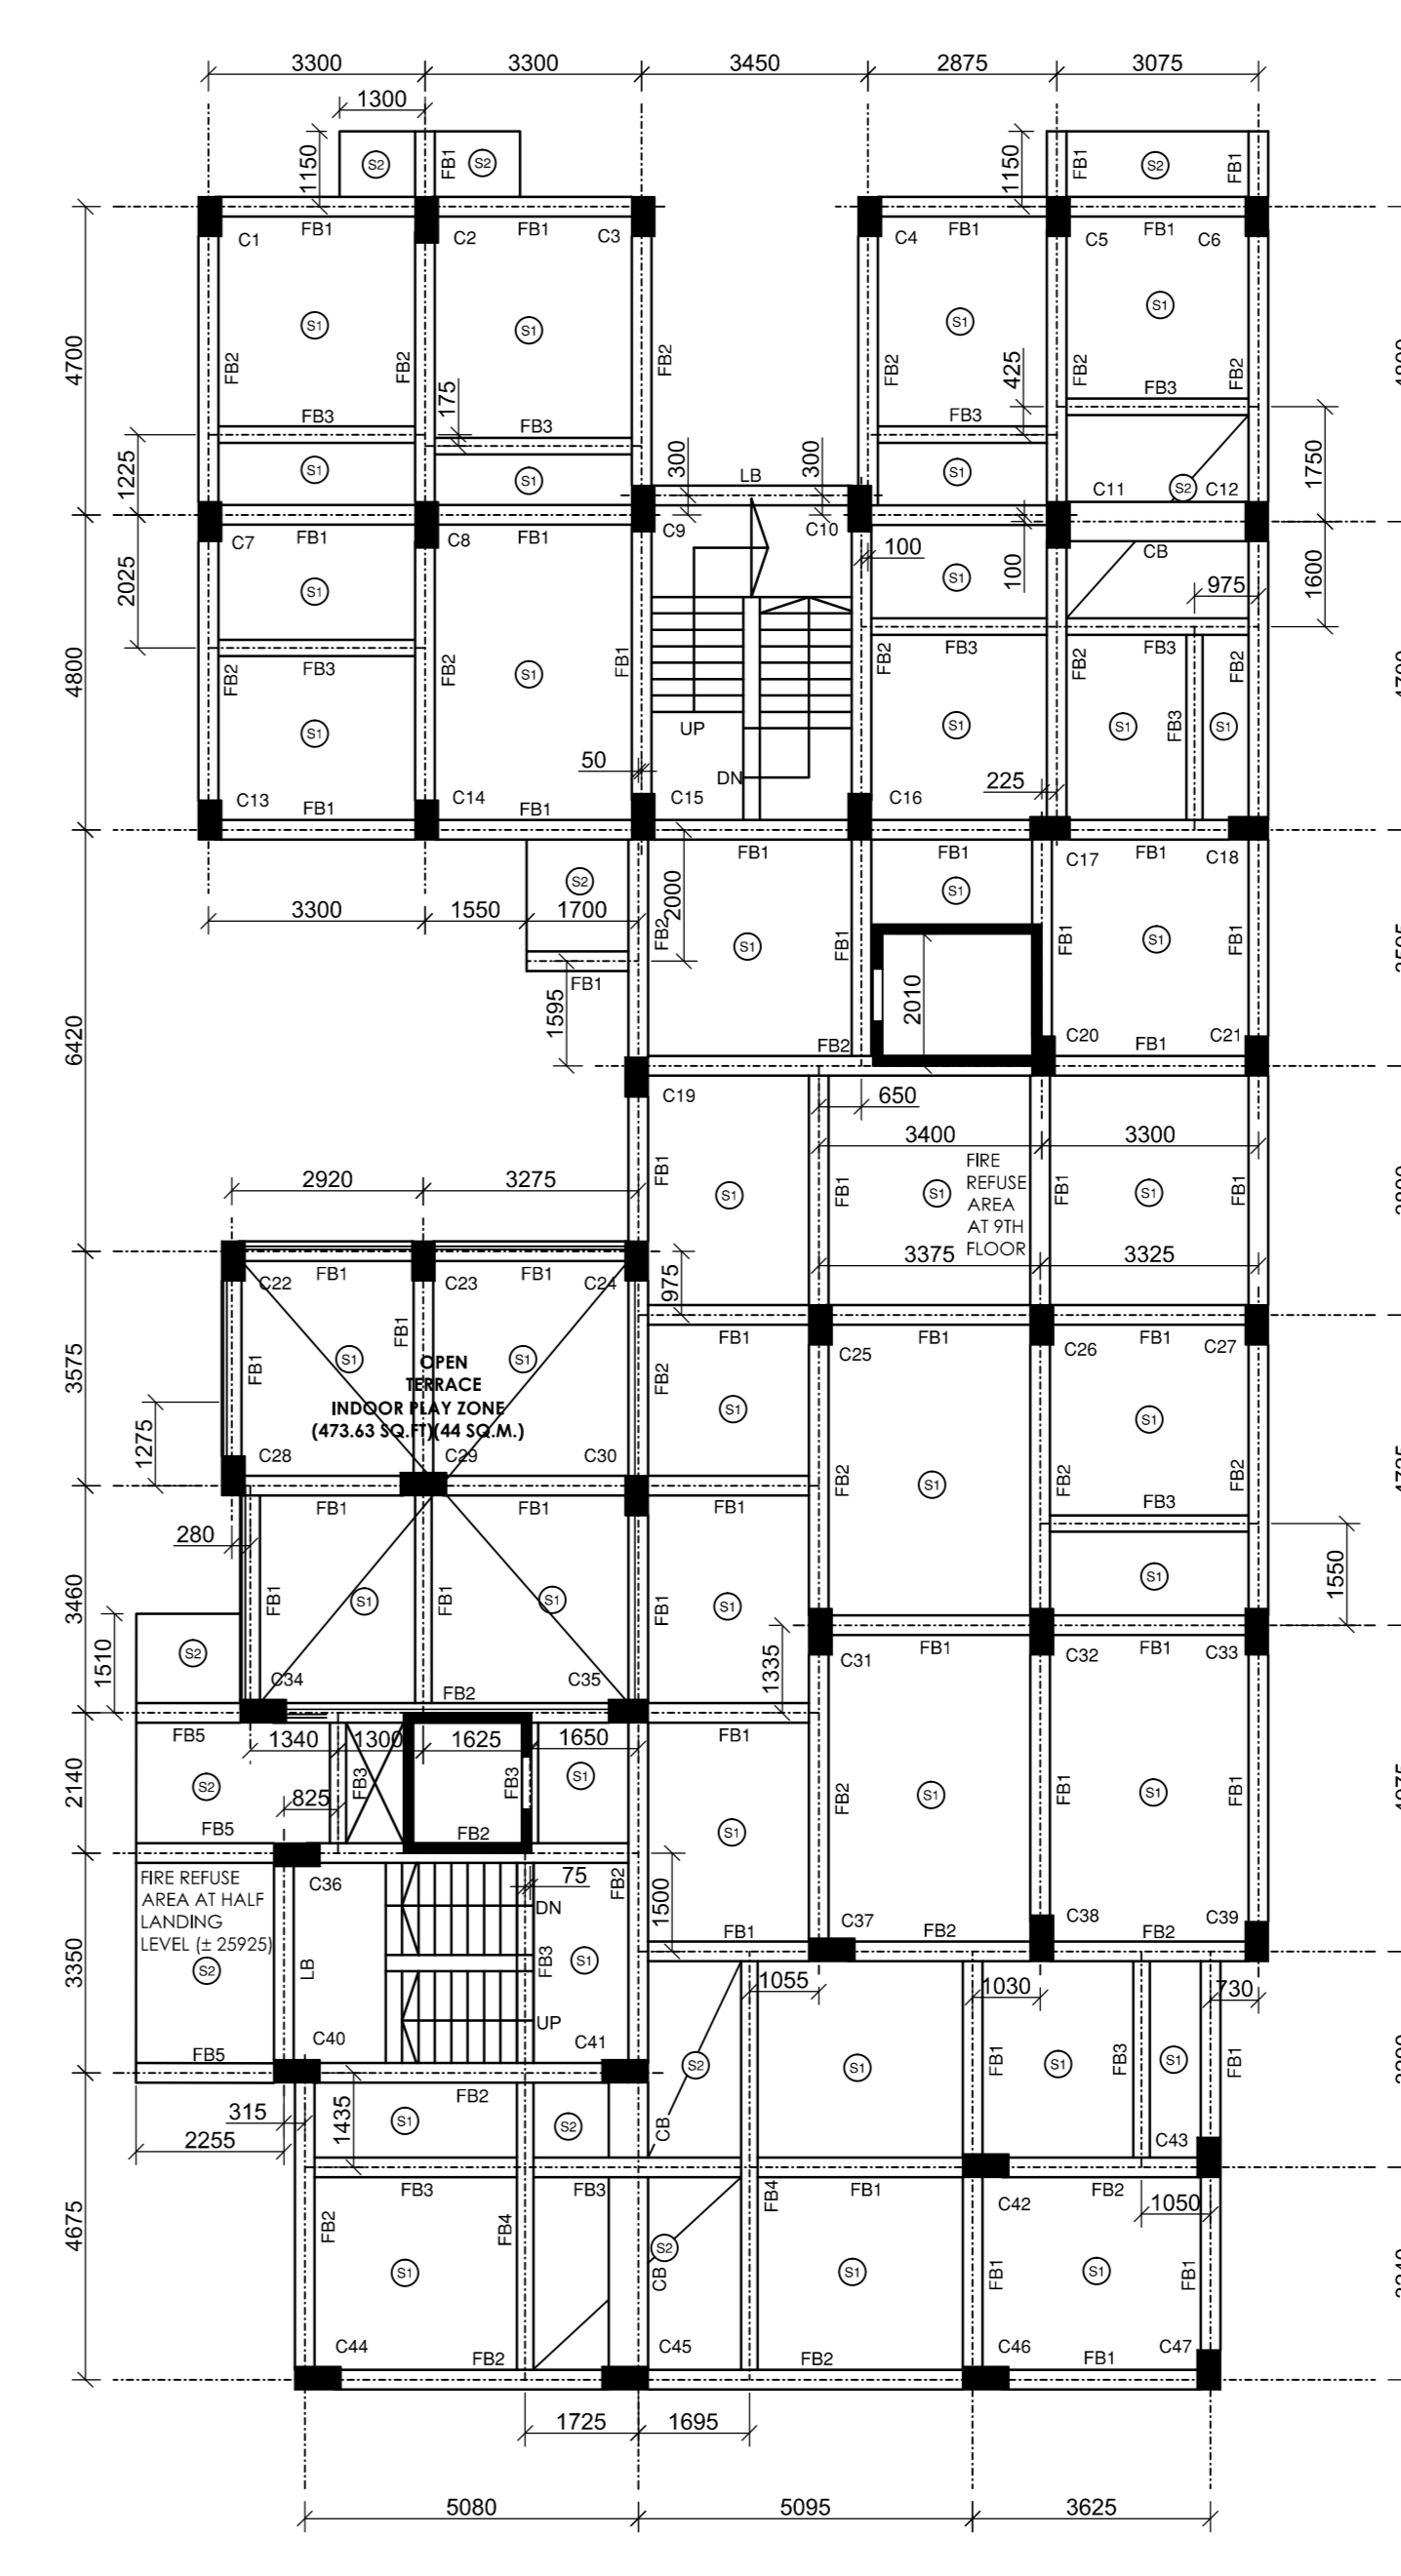 3300 3300 3450 2875 3075
1300
1150 S2 FB1 S2 1150 FB1 S2 FB1
C1 FB1 C2 FB1 C3 C4 FB1 C5 FB1 C6
S1 S1 S1 S1
4700 FB2 FB2 FB2 FB2 FB2 FB2
175 425
FB3 FB3 FB3 FB3
1225 S1 S1 300 LB 300 S1 1750
C11 S2 C12
C7 FB1 C8 FB1 C9 C10
100 CB
2025 S1 S1 100 975 1600
4800 FB2 FB3 FB2 S1 FB1 FB2 FB3 FB2 FB3 FB2
S1 UP S1 S1 FB3 S1
50 DN 225
C13 FB1 C14 FB1 C15 C16
FB1 FB1 C17 FB1 C18
S2 2000 S1
3300 1550 1700
FB2 S1 FB1 FB1 S1 FB1
FB1 2010
1595
6420 FB2 C20 FB1 C21
C19 650
3400 3300
FIRE
REFUSE
AREA
AT 9TH
FLOOR
2920 3275 FB1 S1 FB1 S1 FB1 S1 FB1
3375 3325
C22 FB1 C23 FB1 C24 975
FB1 FB1 FB1 FB1
3575 FB1 S1 FB1 S1 FB2 C25 C26 C27
OPEN
TERRACE
INDOOR PLAY ZONE
(473.63 SQ.FT)(44 SQ.M.)
S1 S1
1275 C28 C29 C30
FB2 S1 FB2 FB2
FB1 FB1 FB1 FB3
280
3460 FB1 S1 FB1 S1 FB1 S1 S1 1550
1510 S2 1335 FB1 FB1
C31 C32 C33
C34 FB2 C35
FB5 1340 1300 1625 1650 FB1
2140 S2 825 FB3 FB3 S1 FB2 S1 FB1 S1 FB1
FB5 FB2 S1
FIRE REFUSE
AREA AT HALF
LANDING
LEVEL (± 25925)
C36 75 FB2 1500
DN C37 C38 C39
FB1 FB2 FB2
3350 S2 LB FB3 S1
1055 1030 730
UP
C40 C41
FB5 FB2 S2 S1 FB1 S1 FB3 S1 FB1
315 1435 S1 S2 CB
2255 C43
FB3 FB3 FB4 FB1 C42 FB2
1050
4675 FB2 FB4 S2
S1 CB S1 FB1 S1 FB1
C44 C45 C46 C47
FB2 FB2 FB1
1725 1695
5080 5095 3625